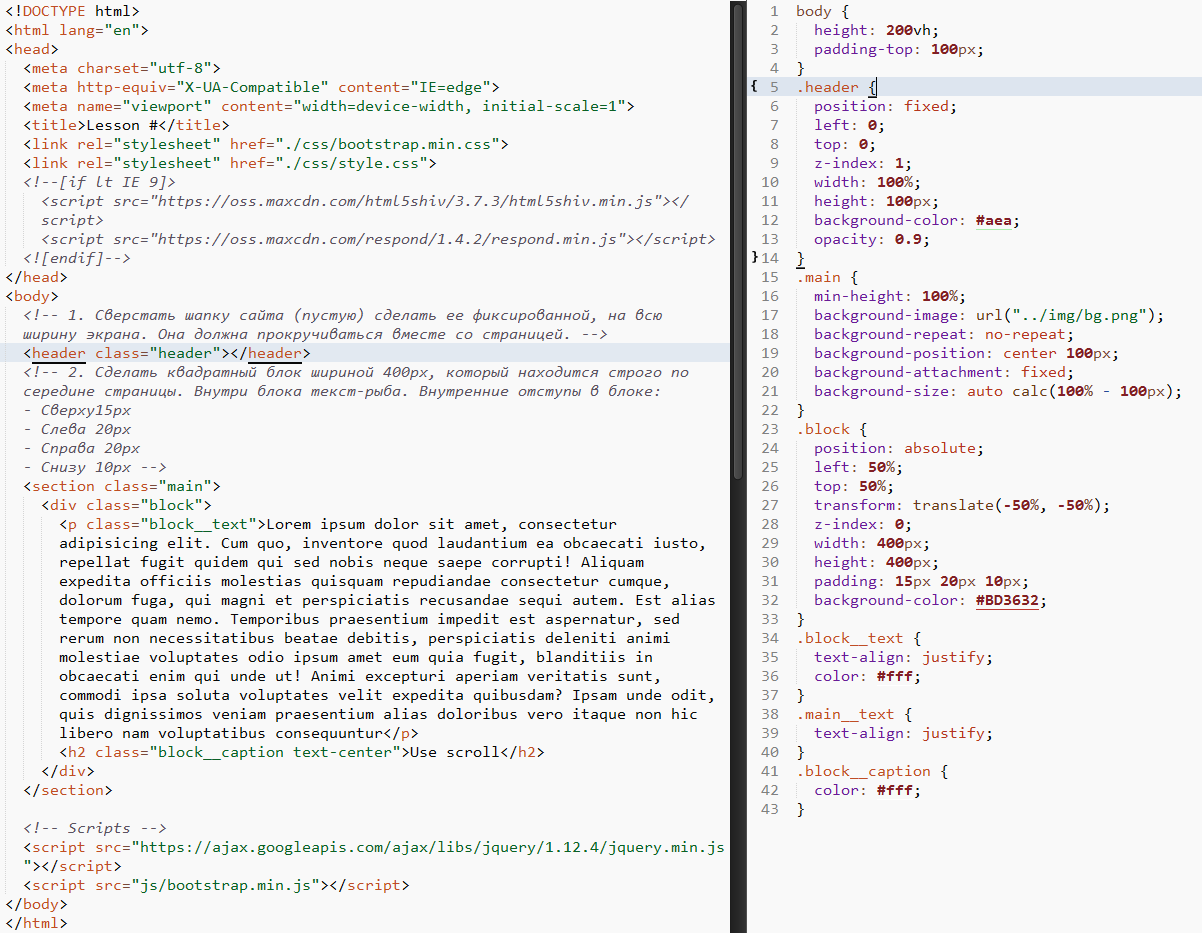 <!DOCTYPE html>
<html lang="en">
<head>
<meta charset="utf-8">
<meta http-equiv="X-UA-Compatible" content="IE=edge">
<meta name="viewport" content="width=device-width, initial-scale=1">
<title>Lesson #</title>
<link rel="stylesheet" href="./css/bootstrap.min.css">
<link rel="stylesheet" href="./css/style.css">
<!--[if lt IE 9]>
<script src="https://oss.maxcdn.com/html5shiv/3.7.3/html5shiv.min.js"></
script>
<script src="https://oss.maxcdn.com/respond/1.4.2/respond.min.js"></script>
<![endif]-->
</head>
<body>
<!-- 1. Сверстать шапку сайта (пустую) сделать ее фиксированной, на всю
ширину экрана. Она должна прокручиваться вместе со страницей. -->
<header class="header"></header>
<!-- 2. Сделать квадратный блок шириной 400px, который находится строго по
середине страницы. Внутри блока текст-рыба. Внутренние отступы в блоке:
- Сверху15px
- Слева 20px
- Справа 20px
- Снизу 10px -->
<section class="main">
<div class="block">
<p class="block__text">Lorem ipsum dolor sit amet, consectetur
adipisicing elit. Cum quo, inventore quod laudantium ea obcaecati iusto,
repellat fugit quidem qui sed nobis neque saepe corrupti! Aliquam
expedita officiis molestias quisquam repudiandae consectetur cumque,
dolorum fuga, qui magni et perspiciatis recusandae sequi autem. Est alias
tempore quam nemo. Temporibus praesentium impedit est aspernatur, sed
rerum non necessitatibus beatae debitis, perspiciatis deleniti animi
molestiae voluptates odio ipsum amet eum quia fugit, blanditiis in
obcaecati enim qui unde ut! Animi excepturi aperiam veritatis sunt,
commodi ipsa soluta voluptates velit expedita quibusdam? Ipsam unde odit,
quis dignissimos veniam praesentium alias doloribus vero itaque non hic
libero nam voluptatibus consequuntur</p>
<h2 class="block__caption text-center">Use scroll</h2>
</div>
</section>
<!-- Scripts -->
<script src="https://ajax.googleapis.com/ajax/libs/jquery/1.12.4/jquery.min.js
"></script>
<script src="js/bootstrap.min.js"></script>
</body>
</html>
1 body {
2 height: 200vh;
3 padding-top: 100px;
4 }
{ 5 .header {
6 position: fixed;
7 left: 0;
8 top: 0;
9 z-index: 1;
10 width: 100%;
11 height: 100px;
12 background-color: #aea;
13 opacity: 0.9;
} 14 }
15 .main {
16 min-height: 100%;
17 background-image: url("../img/bg.png");
18 background-repeat: no-repeat;
19 background-position: center 100px;
20 background-attachment: fixed;
21 background-size: auto calc(100% - 100px);
22 }
23 .block {
24 position: absolute;
25 left: 50%;
26 top: 50%;
27 transform: translate(-50%, -50%);
28 z-index: 0;
29 width: 400px;
30 height: 400px;
31 padding: 15px 20px 10px;
32 background-color: #BD3632;
33 }
34 .block__text {
35 text-align: justify;
36 color: #fff;
37 }
38 .main__text {
39 text-align: justify;
40 }
41 .block__caption {
42 color: #fff;
43 }